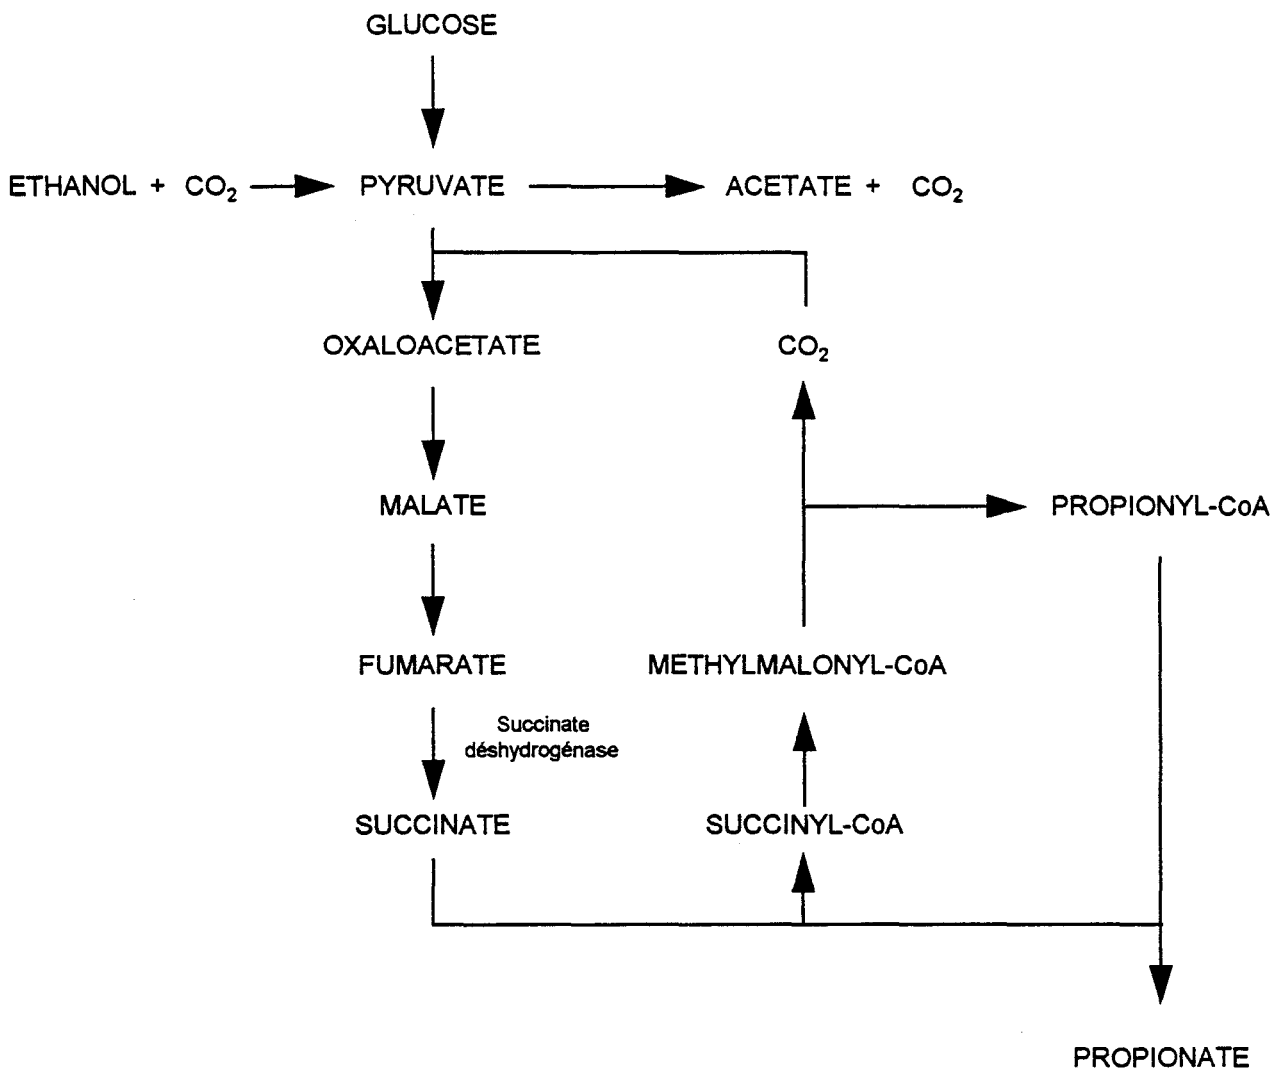 GLUCOSE
ETHANOL + CO₂ PYRUVATE ACETATE + CO₂
OXALOACETATE CO₂
MALATE PROPIONYL-CoA
FUMARATE METHYLMALONYL-CoA
Succinate
déshydrogénase
SUCCINATE SUCCINYL-CoA
PROPIONATE